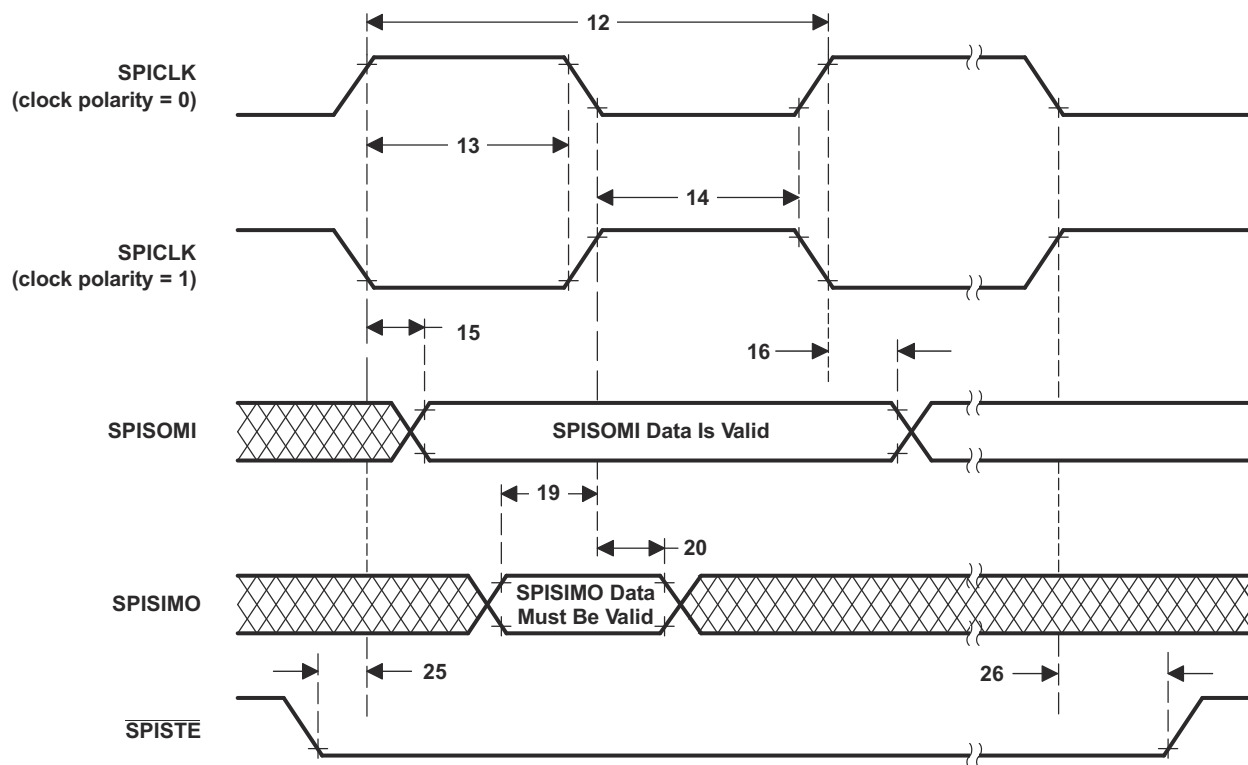 12
SPICLK
(clock polarity = 0)
13
14
SPICLK
(clock polarity = 1)
15
16
SPISOMI
SPISOMI Data Is Valid
19
20
SPISIMO
SPISIMO Data
Must Be Valid
25
26
SPISTE